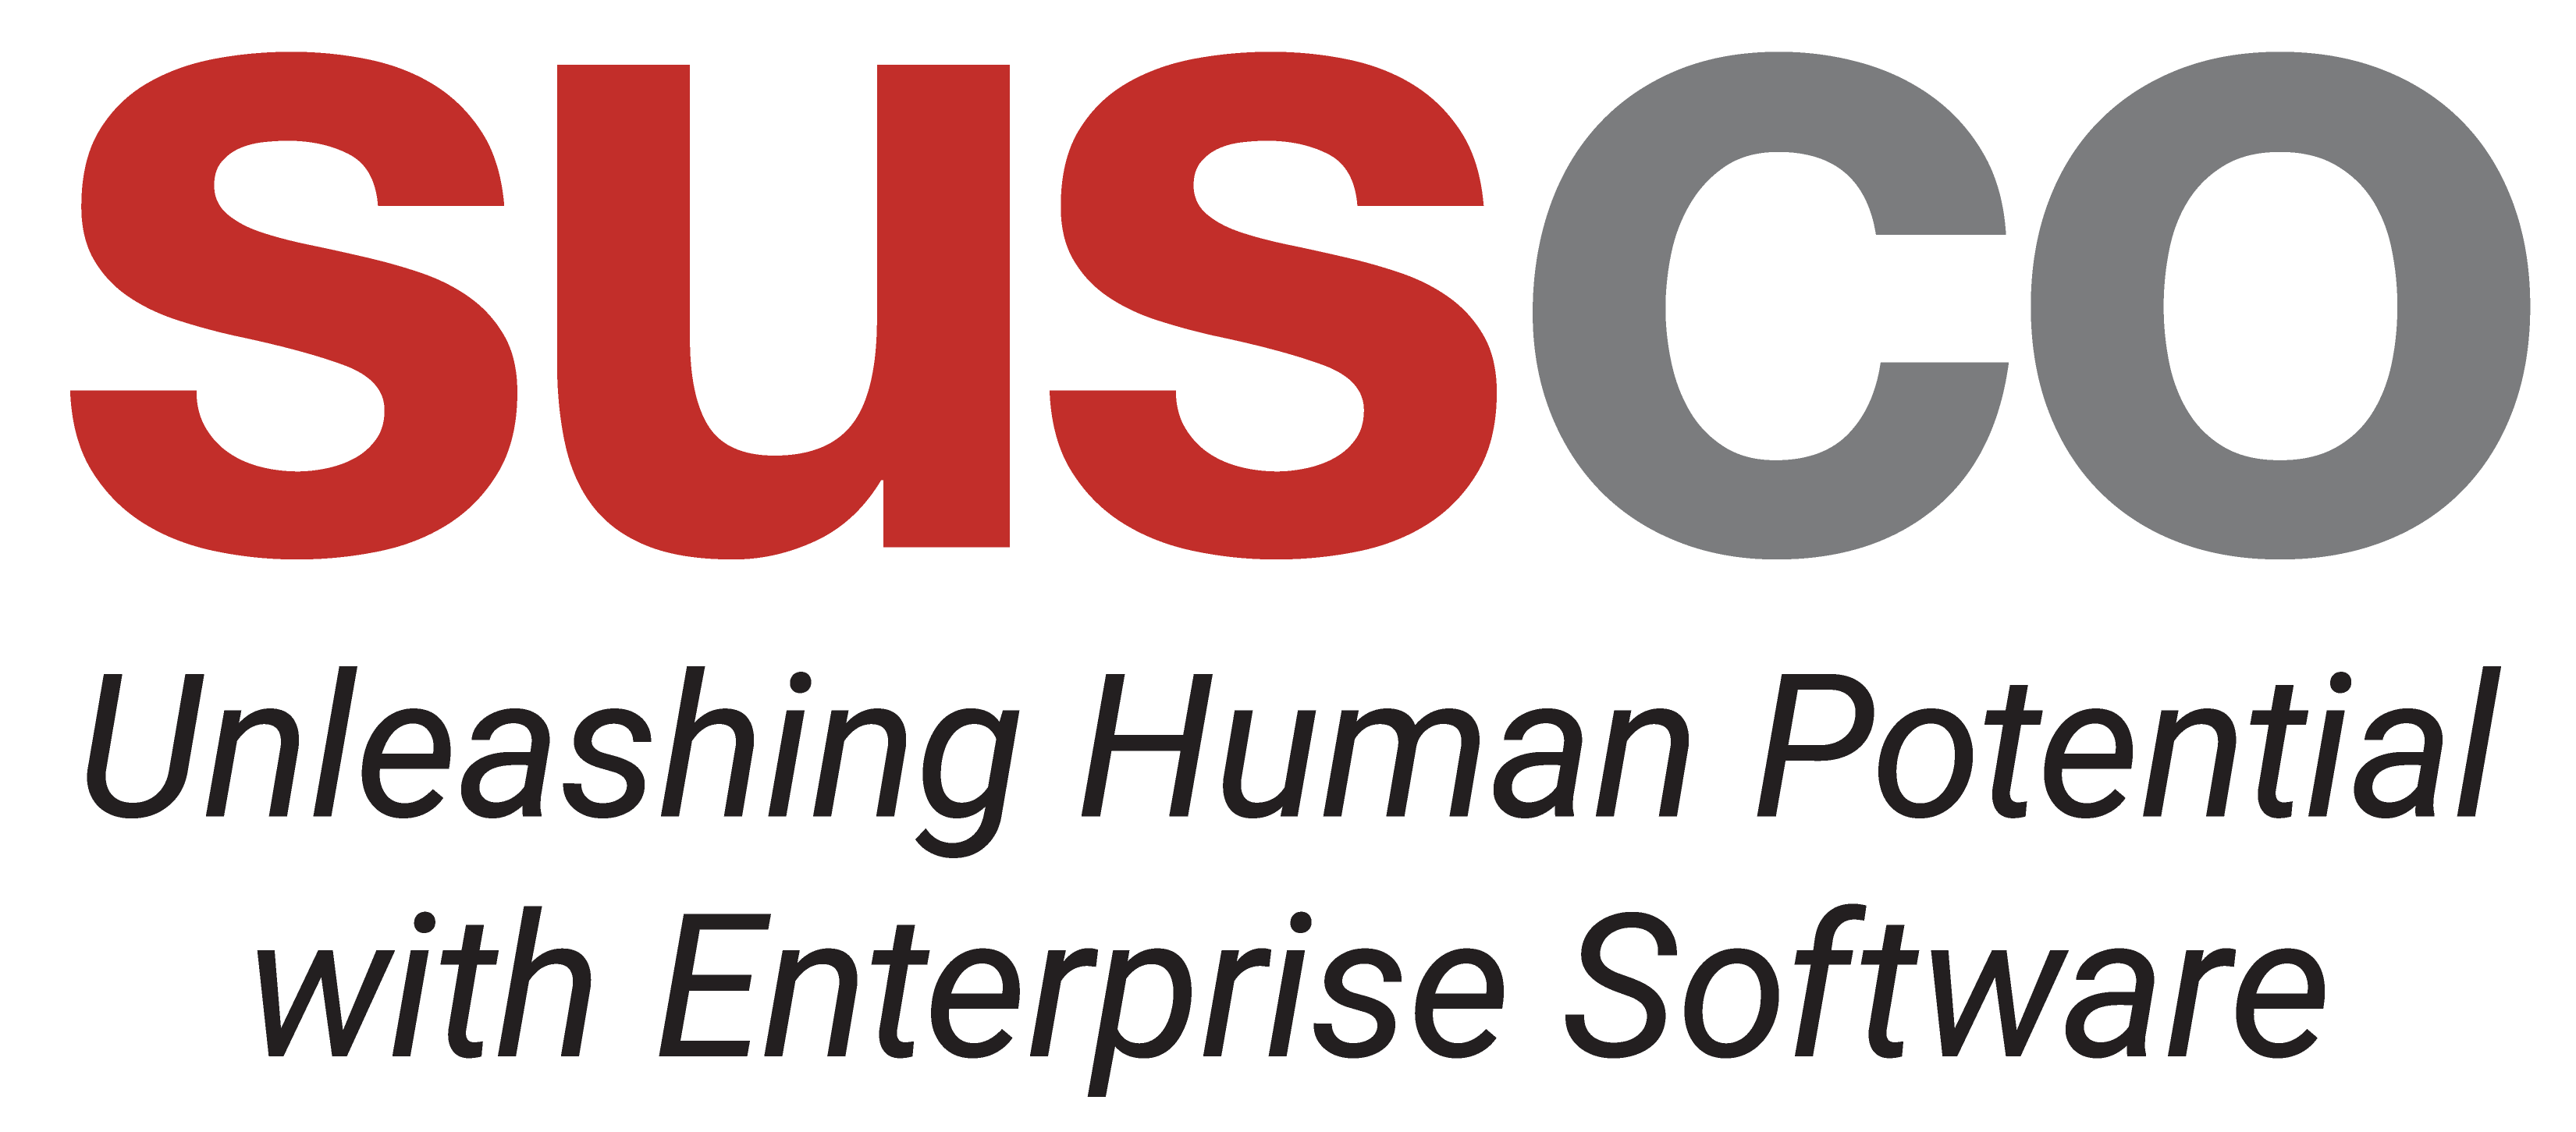 susco
Unleashing Human Potential
with Enterprise Software